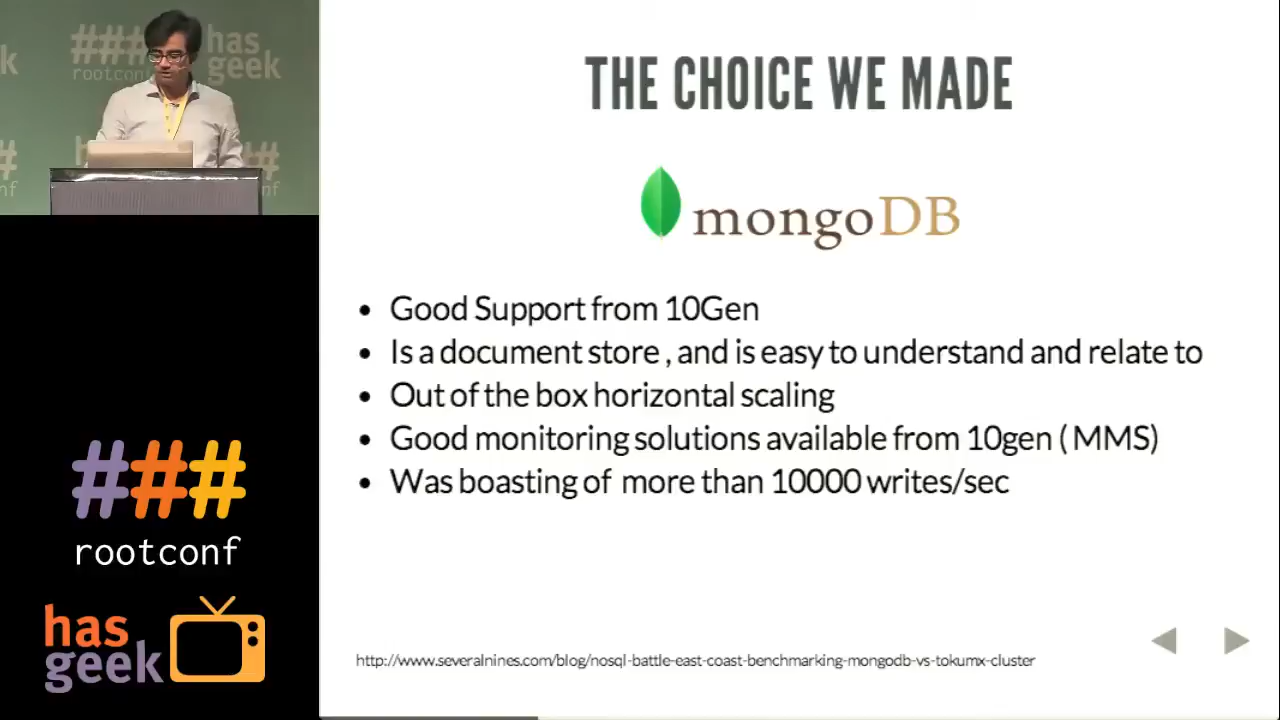 ###
rootconf
has
geek
THE CHOICE WE MADE
mongoDB
• Good Support from 10Gen
• Is a document store , and is easy to understand and relate to
• Out of the box horizontal scaling
• Good monitoring solutions available from 10gen ( MMS)
• Was boasting of more than 10000 writes/sec
http://www.severalnines.com/blog/nosql-battle-east-coast-benchmarking-mongodb-vs-tokumx-cluster
###
rootconf
has
geek